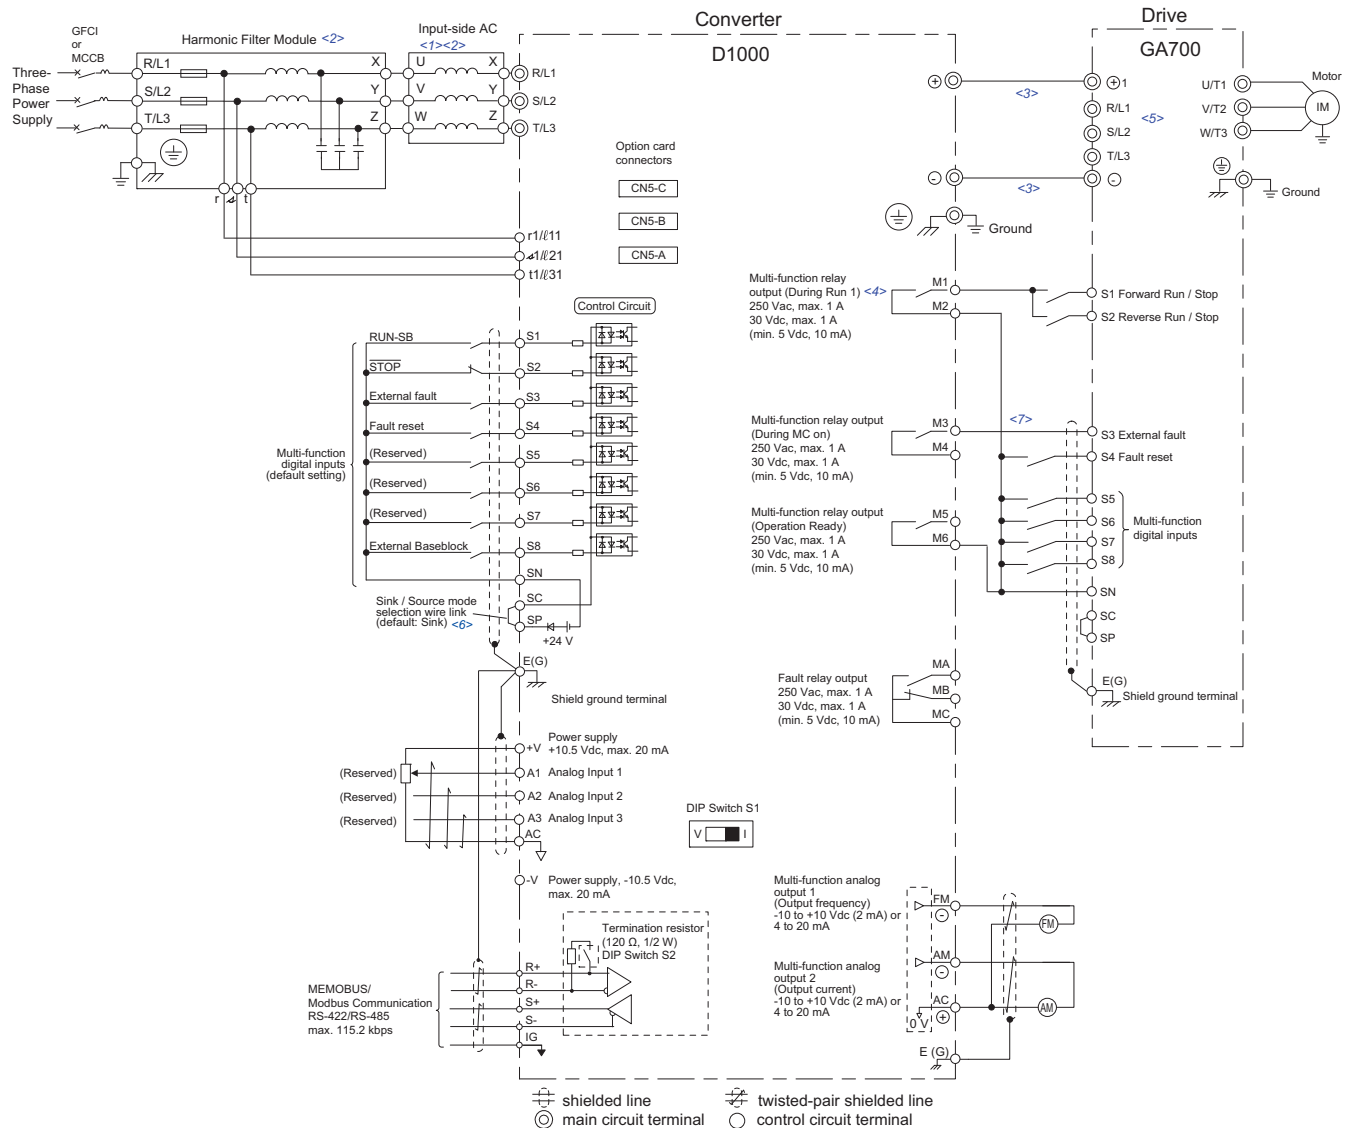 Converter
D1000
Drive
GA700
GFCI
or
MCCB
Harmonic Filter Module <2>
Input-side AC
<1><2>
Three-
Phase
Power
Supply
R/L1
S/L2
T/L3
X
Y
Z
U
V
W
X
Y
Z
R/L1
S/L2
T/L3
r
t
r1/ℓ11
1/ℓ21
t1/ℓ31
Option card
connectors
CN5-C
CN5-B
CN5-A
+
<3>
+1
R/L1
<5>
S/L2
T/L3
-
<3>
-
U/T1
V/T2
W/T3
Motor
IM
Ground
Ground
Control Circuit
Multi-function
digital inputs
(default setting)
RUN-SB
S1
STOP
S2
External fault
S3
Fault reset
S4
(Reserved)
S5
(Reserved)
S6
(Reserved)
S7
External Baseblock
S8
SN
SC
SP
Sink / Source mode
selection wire link
(default: Sink) <6>
+24 V
E(G)
Shield ground terminal
Multi-function relay
output (During Run 1) <4>
250 Vac, max. 1 A
30 Vdc, max. 1 A
(min. 5 Vdc, 10 mA)
M1
M2
S1 Forward Run / Stop
S2 Reverse Run / Stop
Multi-function relay output
(During MC on)
250 Vac, max. 1 A
30 Vdc, max. 1 A
(min. 5 Vdc, 10 mA)
M3
M4
<7>
S3 External fault
S4 Fault reset
Multi-function relay output
(Operation Ready)
250 Vac, max. 1 A
30 Vdc, max. 1 A
(min. 5 Vdc, 10 mA)
M5
M6
S5
S6
S7
S8
Multi-function
digital inputs
SN
SC
SP
E(G)
Shield ground terminal
Fault relay output
250 Vac, max. 1 A
30 Vdc, max. 1 A
(min. 5 Vdc, 10 mA)
MA
MB
MC
+V
Power supply
+10.5 Vdc, max. 20 mA
(Reserved)
A1 Analog Input 1
(Reserved)
A2 Analog Input 2
(Reserved)
A3 Analog Input 3
AC
-V
Power supply, -10.5 Vdc,
max. 20 mA
DIP Switch S1
V
I
Termination resistor
(120 Ω, 1/2 W)
DIP Switch S2
MEMOBUS/
Modbus Communication
RS-422/RS-485
max. 115.2 kbps
R+
R-
S+
S-
IG
Multi-function analog
output 1
(Output frequency)
-10 to +10 Vdc (2 mA) or
4 to 20 mA
FM
-
FM
Multi-function analog
output 2
(Output current)
-10 to +10 Vdc (2 mA) or
4 to 20 mA
AM
-
AC
+
0 V
AM
E (G)
shielded line
twisted-pair shielded line
main circuit terminal
control circuit terminal